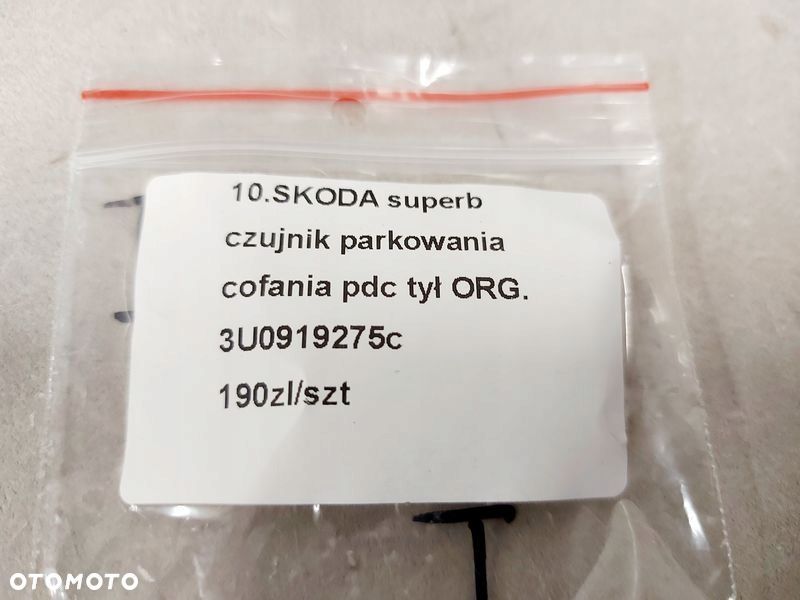 10.SKODA superb
czujnik parkowania
cofania pdc tył ORG.
3U0919275c
190zl/szt
OTOMOTO